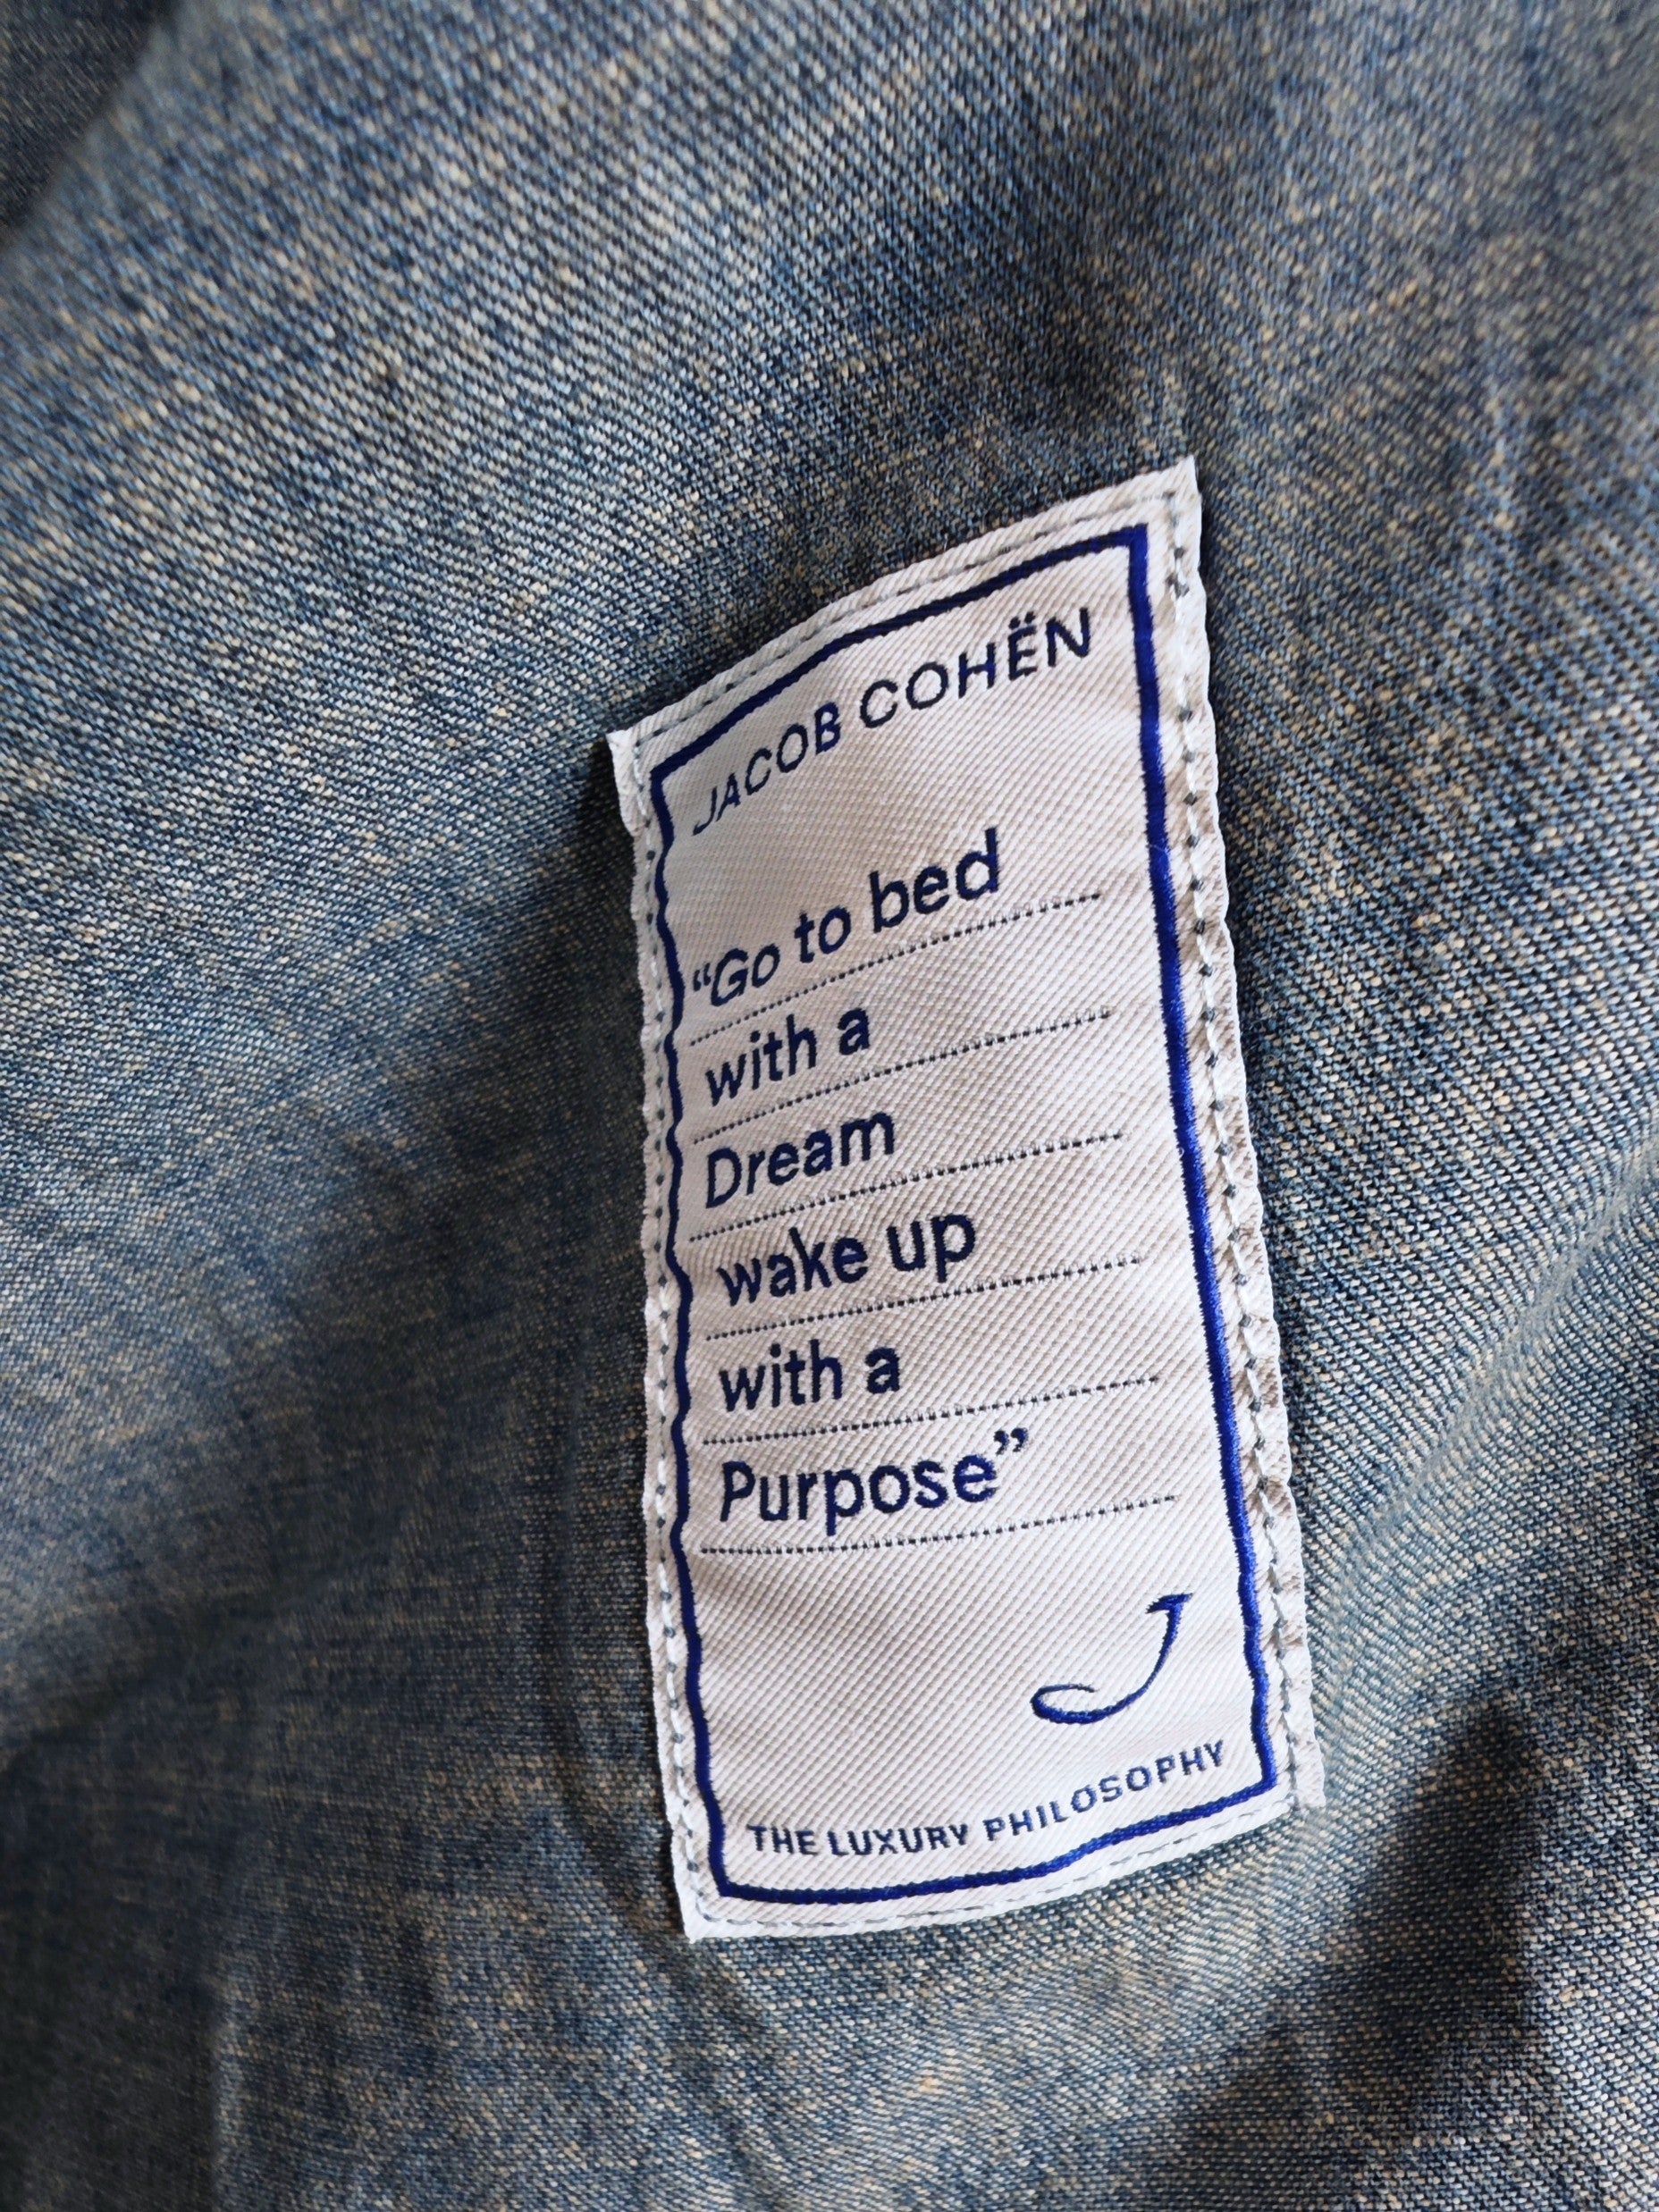 JACOB COHËN
“Go to bed
with a
Dream
wake up
with a
Purpose”
J
THE LUXURY PHILOSOPHY